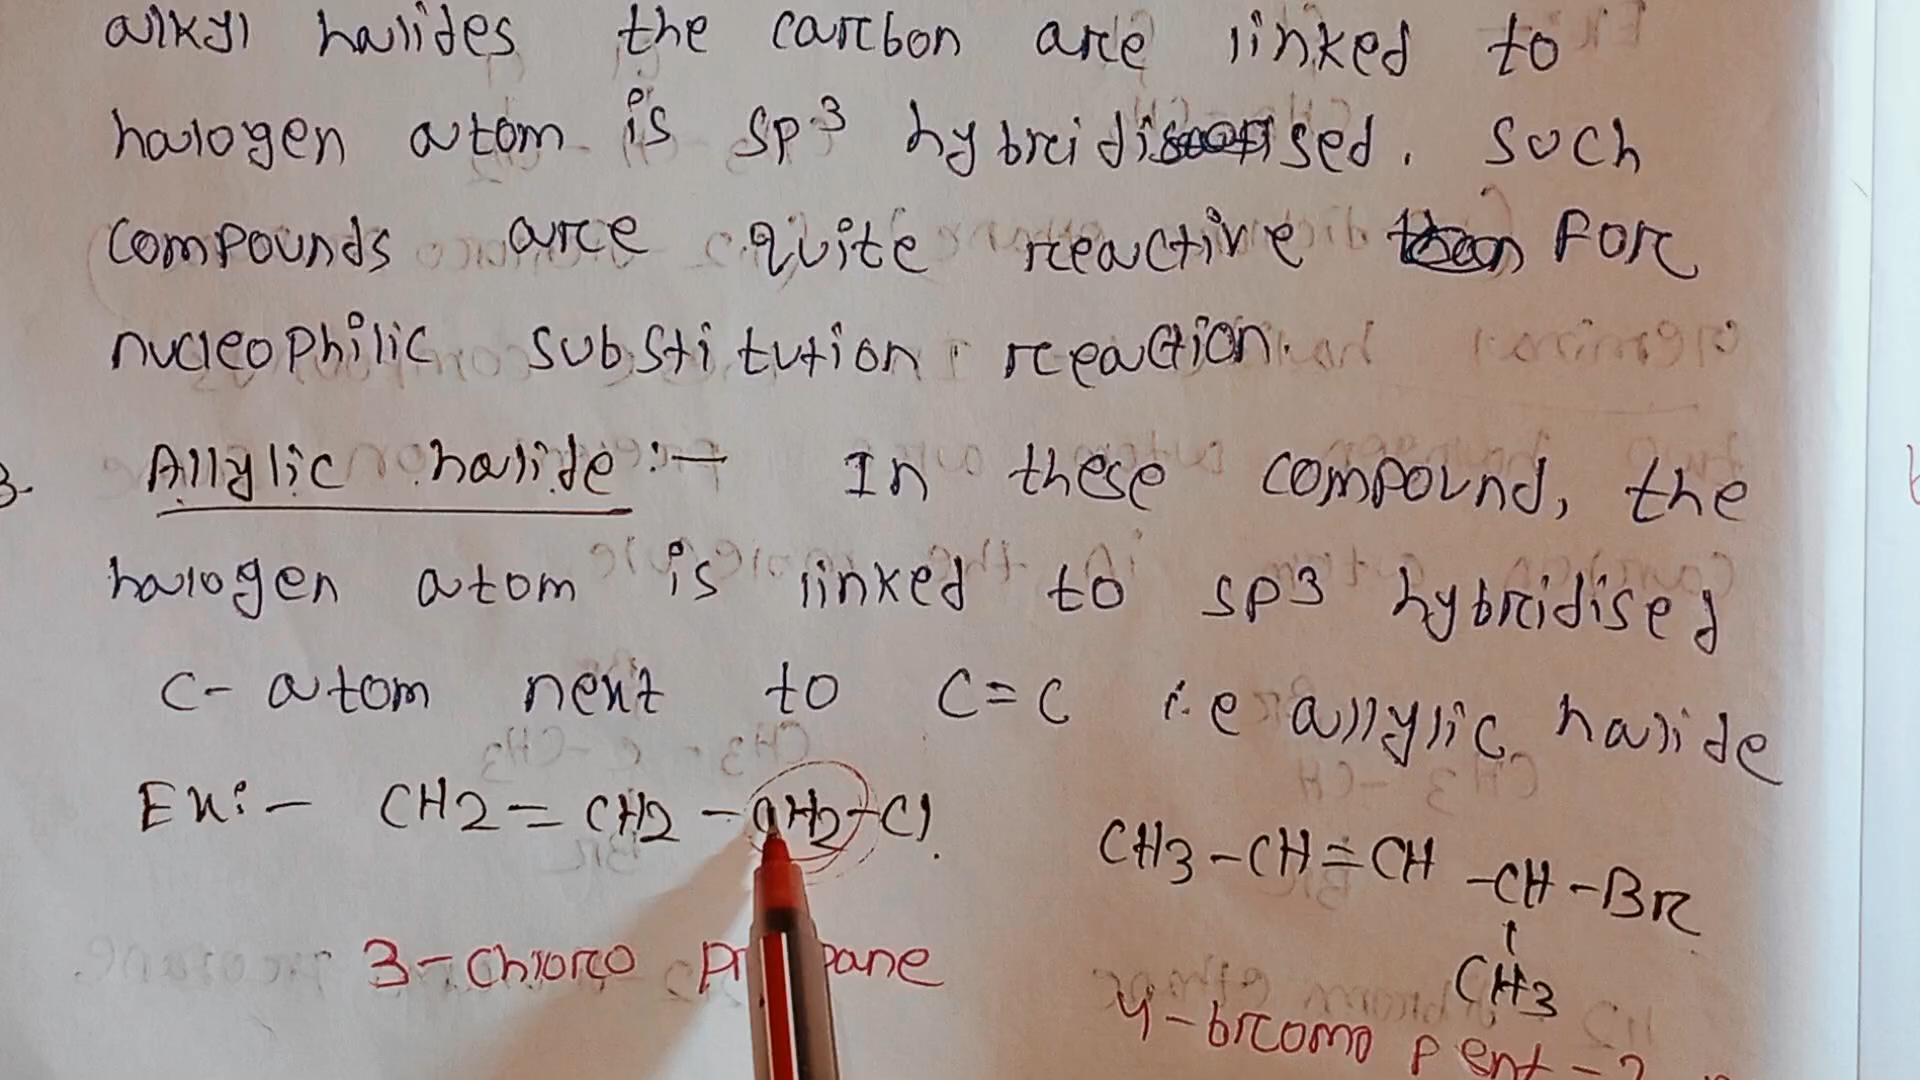 alkyl halides the carbon are linked to
halogen atom is sp3 hybridised. Such
compounds are quite reactive for
nucleophilic substitution reaction.
3. Allylic halide :- In these compound, the
halogen atom is linked to sp3 hybridised
C-atom next to C=C i.e allylic halide
Ex:- CH2=CH2-CH2-Cl.
CH3-CH=CH-CH-Br
CH3
3-chloro
4-bromo pent-2